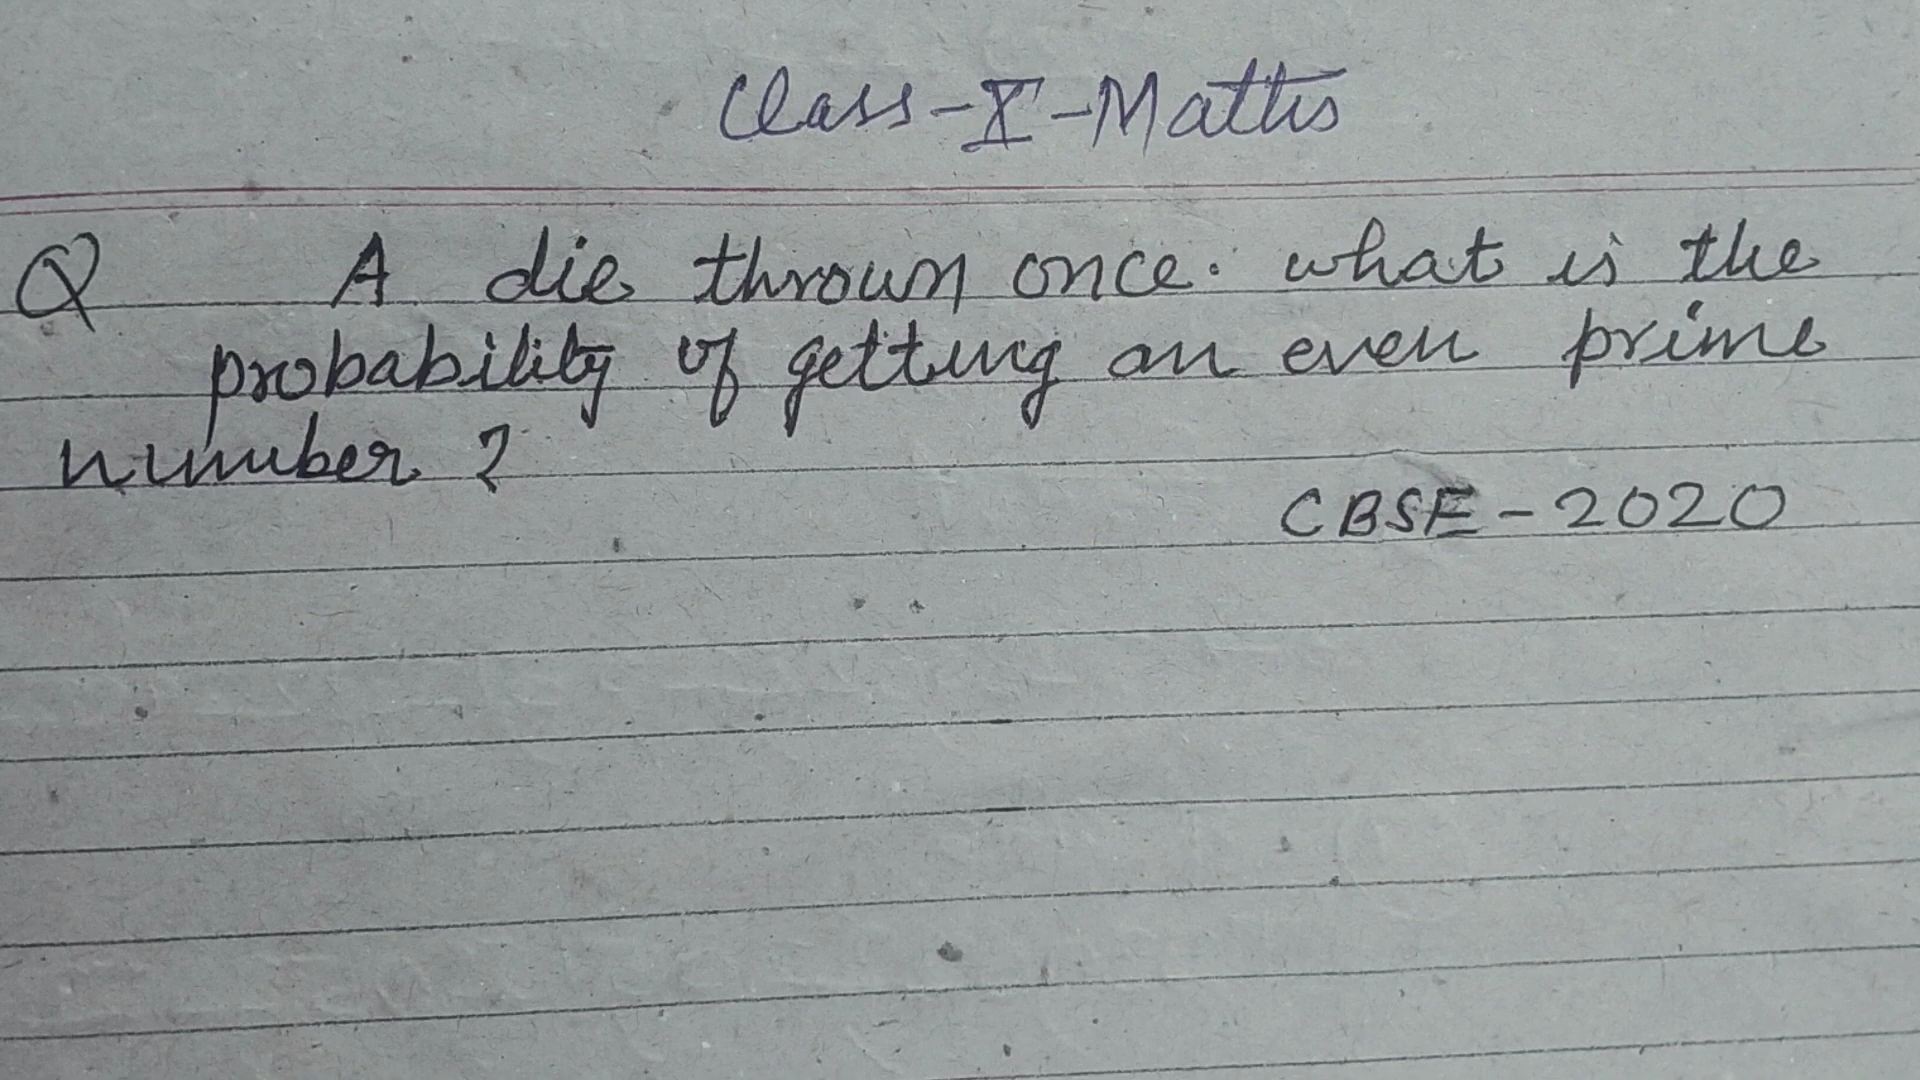 Class-X-Maths
Q A die thrown once. what is the
probability of getting an even prime
number ?
CBSE-2020